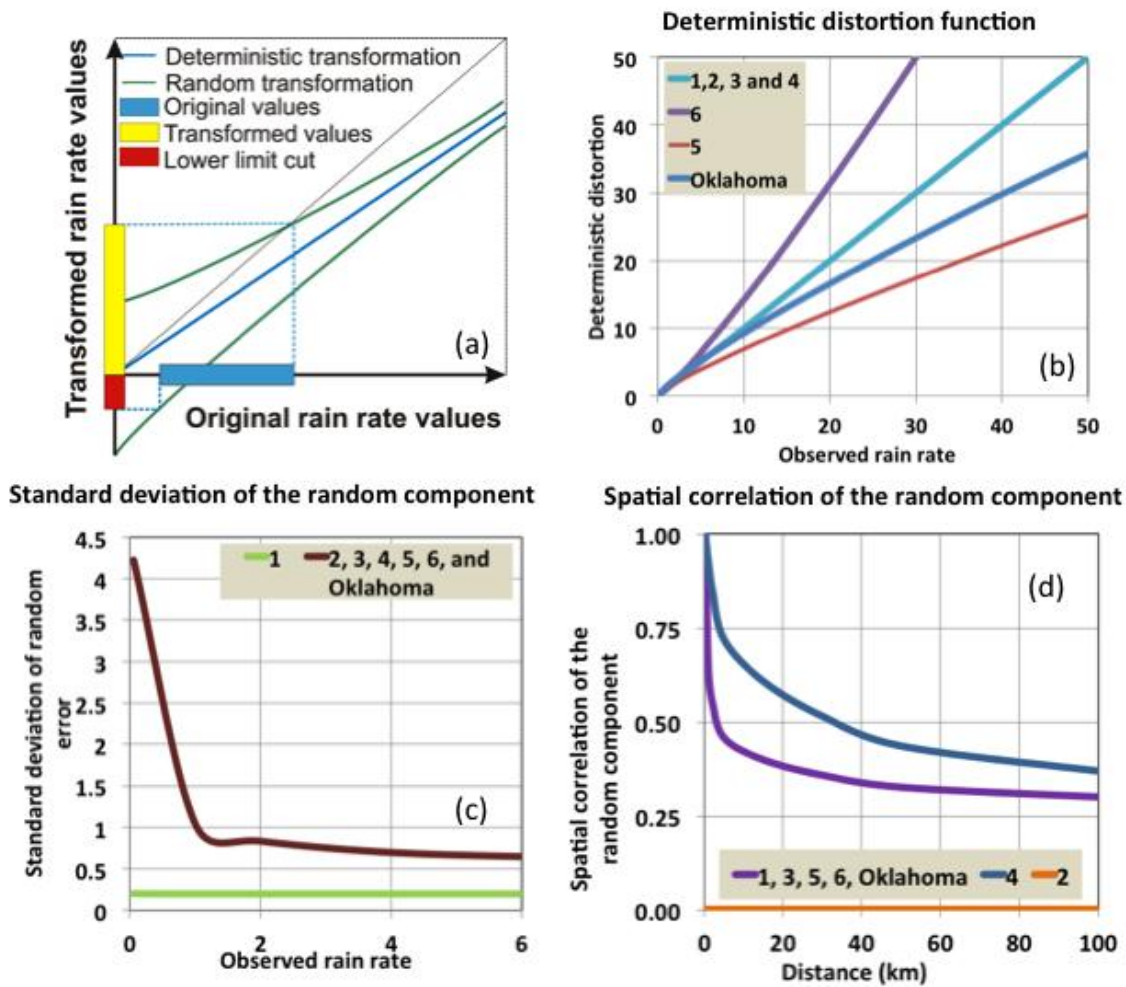 Deterministic transformation
Random transformation
Original values
Transformed values
Lower limit cut
Transformed rain rate values
(a)
Original rain rate values
Deterministic distortion function
50
40
30
20
10
0
1,2, 3 and 4
6
5
Oklahoma
Deterministic distortion
(b)
0 10 20 30 40 50
Observed rain rate
Standard deviation of the random component
4.5
4
3.5
3
2.5
2
1.5
1
0.5
0
1 2, 3, 4, 5, 6, and
Oklahoma
Standard deviation of random
error
(c)
0 2 4 6
Observed rain rate
Spatial correlation of the random component
1.00
0.75
0.50
0.25
0.00
(d)
Spatial correlation of the
random component
1, 3, 5, 6, Oklahoma 4 2
0 20 40 60 80 100
Distance (km)